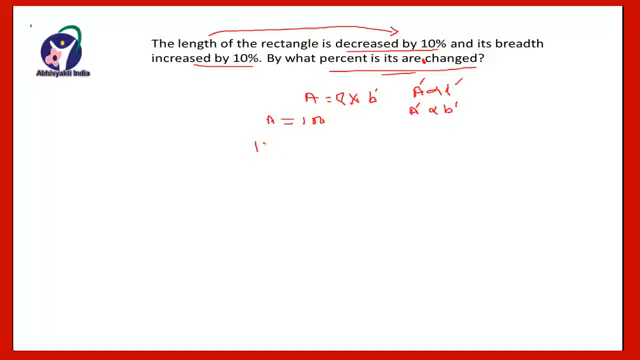 The length of the rectangle is decreased by 10% and its breadth
increased by 10%. By what percent is its are changed?
Abhivyakti India
A = l × b'
A' α l'
A' α b'
A = 100